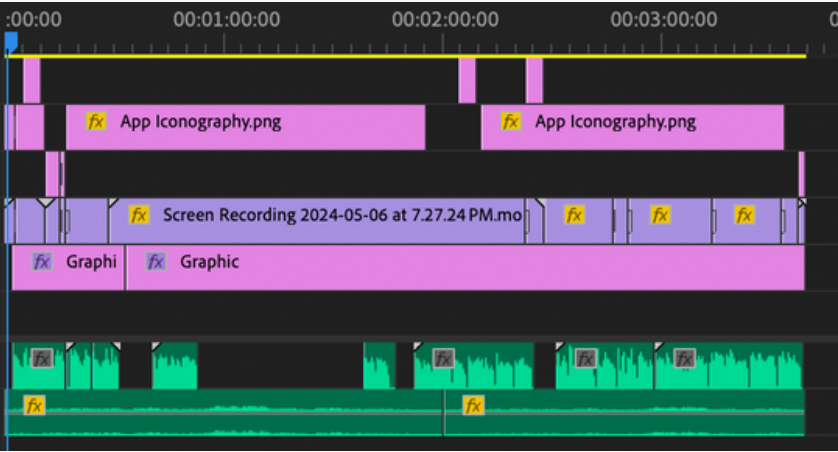 :00:00 00:01:00:00 00:02:00:00 00:03:00:00 0
fx App Iconography.png fx App Iconography.png
fx Screen Recording 2024-05-06 at 7.27.24 PM.mo fx fx fx
fx Graphi fx Graphic
fx fx fx fx
fx fx